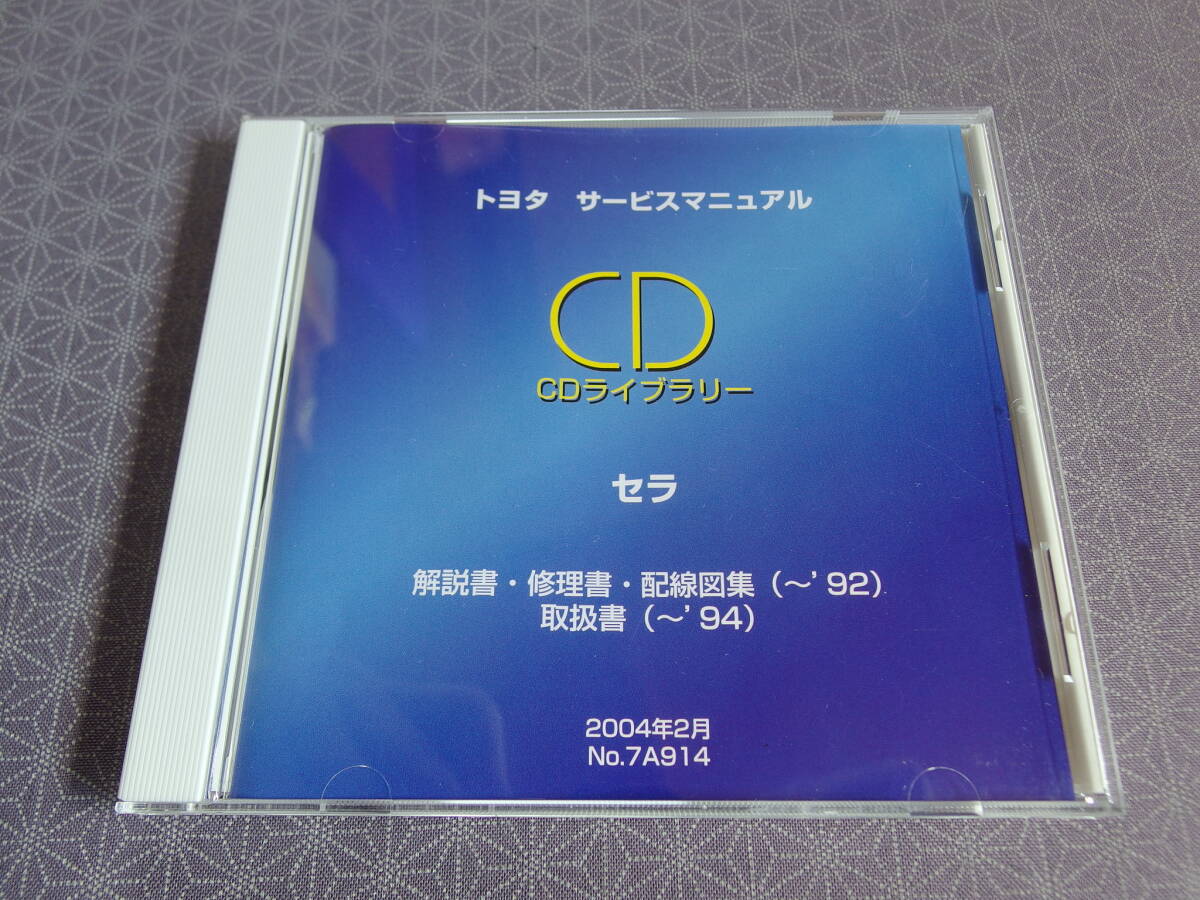 トヨタ サービスマニュアル
CD
CDライブラリー
セラ
解説書・修理書・配線図集（～’92）
取扱書（～’94）
2004年2月
No.7A914